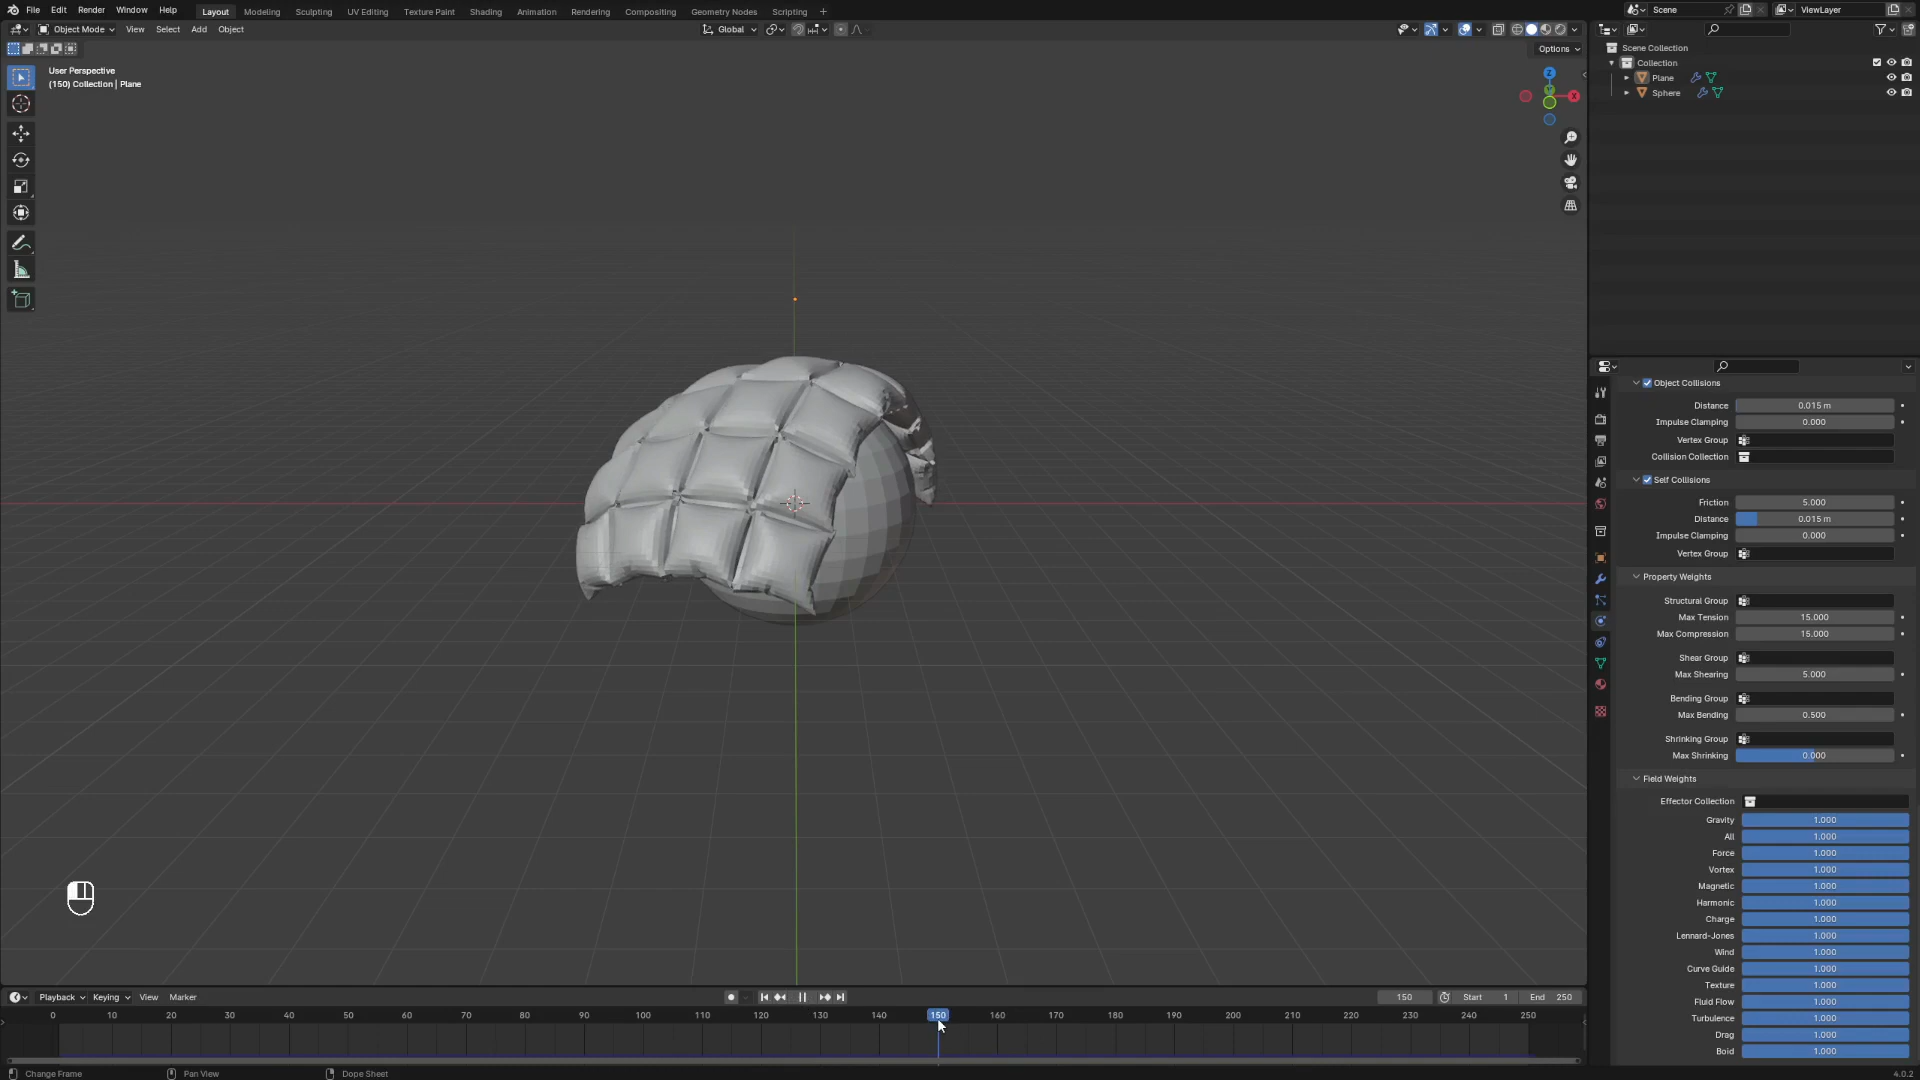 File Edit Render Window Help Layout Modeling Sculpting UV Editing Texture Paint Shading Animation Rendering Compositing Geometry Nodes Scripting + Scene ViewLayer
Object Mode View Select Add Object Global
Options
User Perspective
(150) Collection | Plane
Z
Y
X
Scene Collection
Collection
Plane
Sphere
Object Collisions
Distance 0.015 m
Impulse Clamping 0.000
Vertex Group
Collision Collection
Self Collisions
Friction 5.000
Distance 0.015 m
Impulse Clamping 0.000
Vertex Group
Property Weights
Structural Group
Max Tension 15.000
Max Compression 15.000
Shear Group
Max Shearing 5.000
Bending Group
Max Bending 0.500
Shrinking Group
Max Shrinking 0.000
Field Weights
Effector Collection
Gravity 1.000
All 1.000
Force 1.000
Vortex 1.000
Magnetic 1.000
Harmonic 1.000
Charge 1.000
Lennard-Jones 1.000
Wind 1.000
Curve Guide 1.000
Texture 1.000
Fluid Flow 1.000
Turbulence 1.000
Drag 1.000
Boid 1.000
Playback Keying View Marker 150 Start 1 End 250
0 10 20 30 40 50 60 70 80 90 100 110 120 130 140 150 160 170 180 190 200 210 220 230 240 250
Change Frame Pan View Dope Sheet 4.0.2